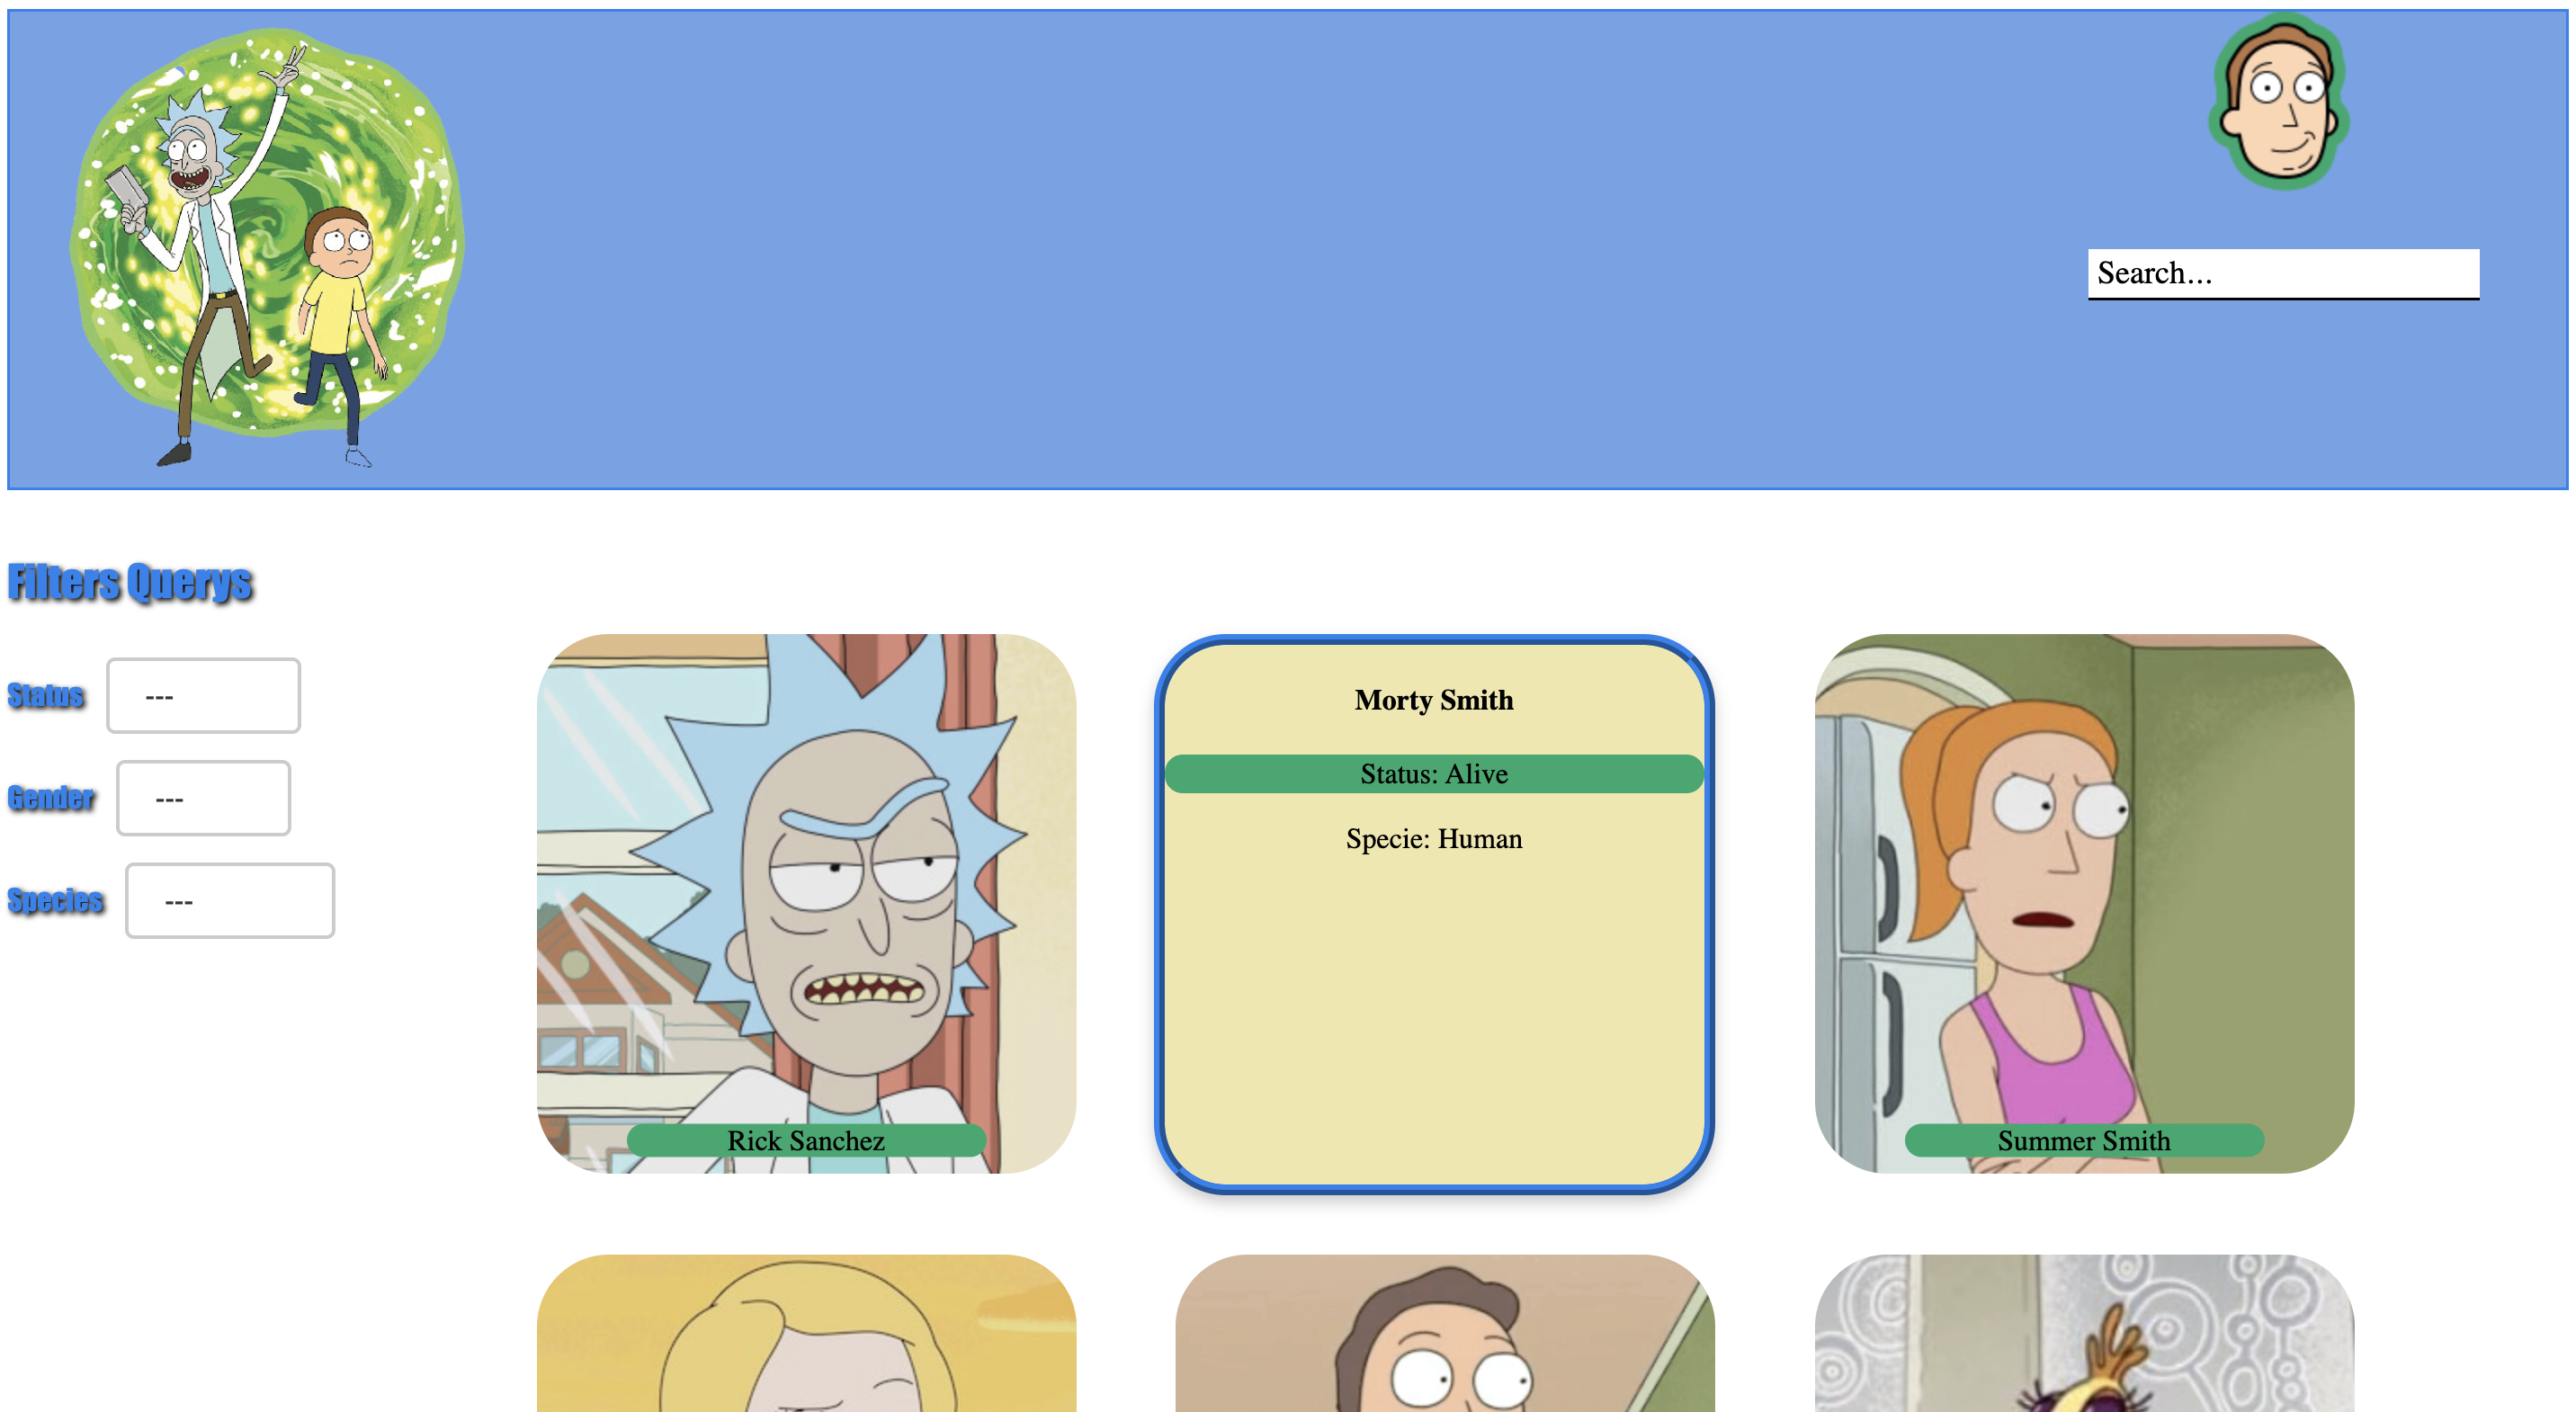 Search...
Filters Querys
Status ---
Gender ---
Species ---
Morty Smith
Status: Alive
Specie: Human
Rick Sanchez
Summer Smith